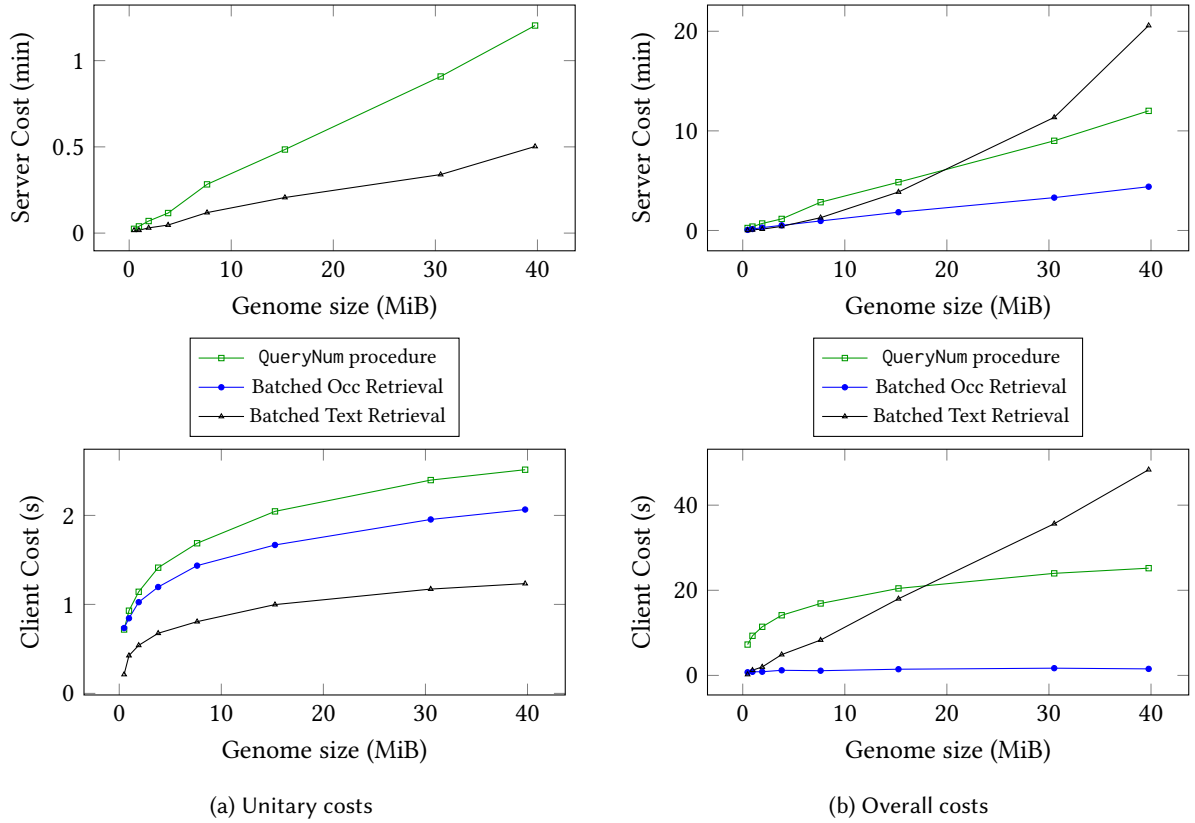 Server Cost (min)
1
0.5
0
0 10 20 30 40
Genome size (MiB)
Server Cost (min)
20
10
0
0 10 20 30 40
Genome size (MiB)
QueryNum procedure
Batched Occ Retrieval
Batched Text Retrieval
QueryNum procedure
Batched Occ Retrieval
Batched Text Retrieval
Client Cost (s)
2
1
0
0 10 20 30 40
Genome size (MiB)
Client Cost (s)
40
20
0
0 10 20 30 40
Genome size (MiB)
(a) Unitary costs
(b) Overall costs